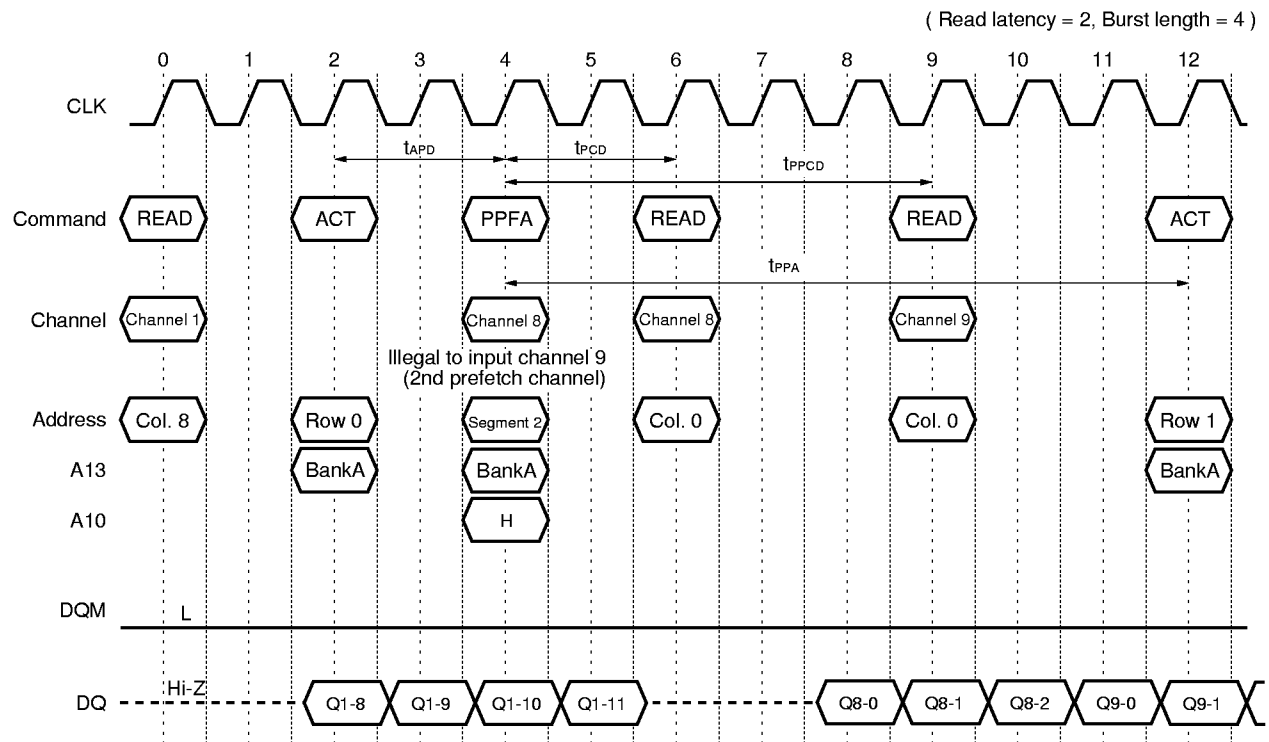 ( Read latency = 2, Burst length = 4 )
0 1 2 3 4 5 6 7 8 9 10 11 12
CLK
tAPD tPCD
tPPCD
Command READ ACT PPFA READ READ ACT
tPPA
Channel Channel 1 Channel 8 Channel 8 Channel 9
Illegal to input channel 9
(2nd prefetch channel)
Address Col. 8 Row 0 Segment 2 Col. 0 Col. 0 Row 1
A13 BankA BankA BankA
A10 H
DQM L
Hi-Z
DQ Q1-8 Q1-9 Q1-10 Q1-11 Q8-0 Q8-1 Q8-2 Q9-0 Q9-1